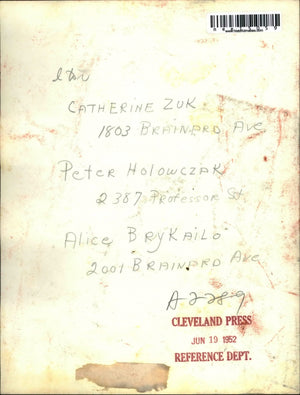 CATHERINE ZUK
1803 BRAINARD Ave
Peter Holowczak
2387 Professor St
Alice BRyKAilo
2001 BRAINARD Ave
A2289
CLEVELAND PRESS
JUN 19 1952
REFERENCE DEPT.